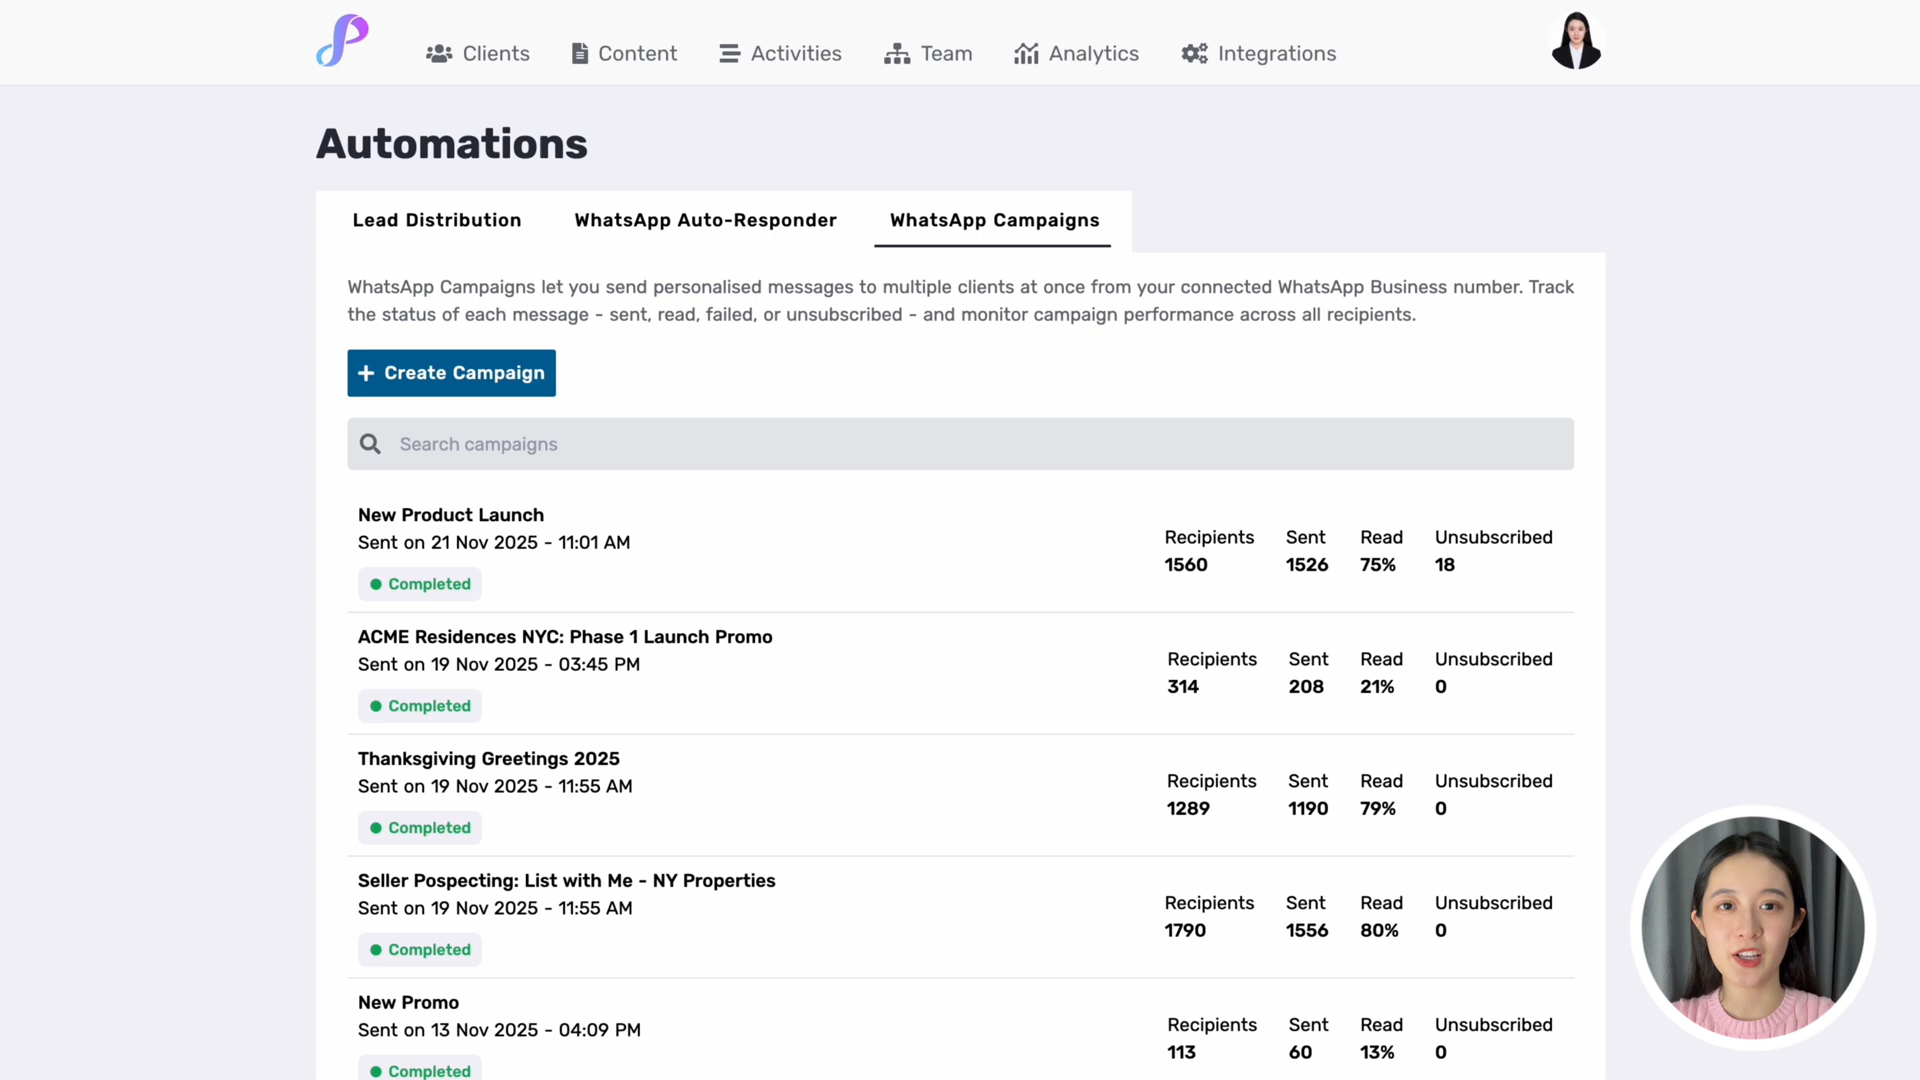 Clients
Content
Activities
Team
Analytics
Integrations
Automations
Lead Distribution
WhatsApp Auto-Responder
WhatsApp Campaigns
WhatsApp Campaigns let you send personalised messages to multiple clients at once from your connected WhatsApp Business number. Track
the status of each message - sent, read, failed, or unsubscribed - and monitor campaign performance across all recipients.
Create Campaign
Search campaigns
New Product Launch
Sent on 21 Nov 2025 - 11:01 AM
Completed
Recipients Sent Read Unsubscribed
1560 1526 75% 18
ACME Residences NYC: Phase 1 Launch Promo
Sent on 19 Nov 2025 - 03:45 PM
Completed
Recipients Sent Read Unsubscribed
314 208 21% 0
Thanksgiving Greetings 2025
Sent on 19 Nov 2025 - 11:55 AM
Completed
Recipients Sent Read Unsubscribed
1289 1190 79% 0
Seller Pospecting: List with Me - NY Properties
Sent on 19 Nov 2025 - 11:55 AM
Completed
Recipients Sent Read Unsubscribed
1790 1556 80% 0
New Promo
Sent on 13 Nov 2025 - 04:09 PM
Completed
Recipients Sent Read Unsubscribed
113 60 13% 0